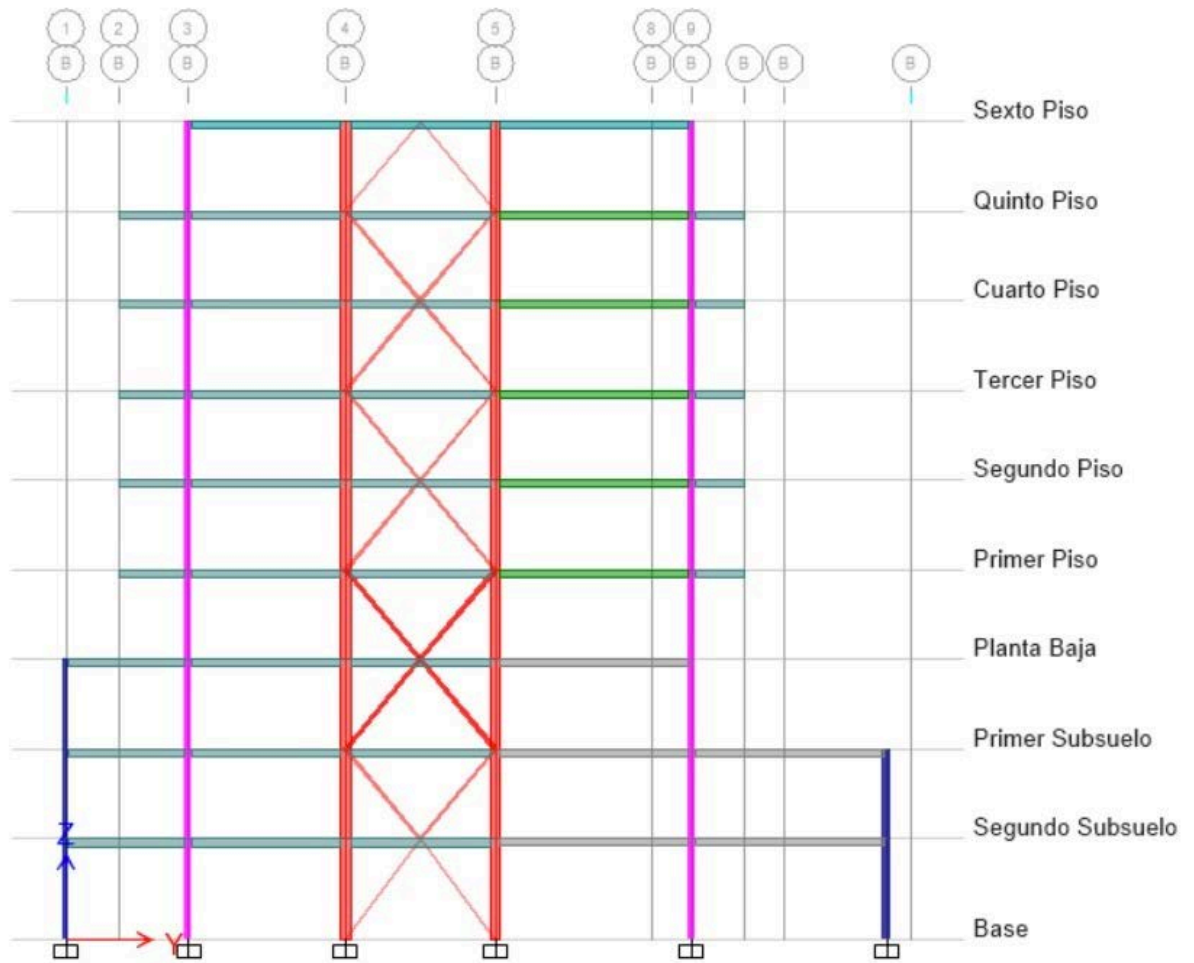 1 2 3 4 5 8 9
B B B B B B B B B B
Sexto Piso
Quinto Piso
Cuarto Piso
Tercer Piso
Segundo Piso
Primer Piso
Planta Baja
Primer Subsuelo
Segundo Subsuelo
Z
Y
Base